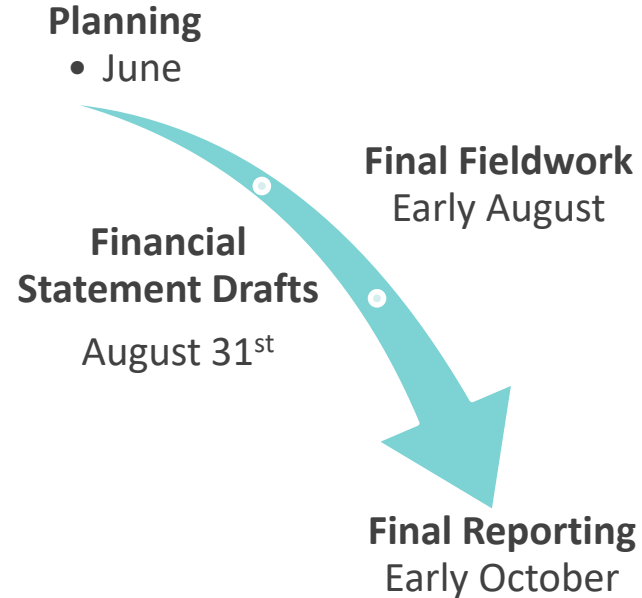 Planning
• June
Final Fieldwork
Early August
Financial
Statement Drafts
August 31st
Final Reporting
Early October